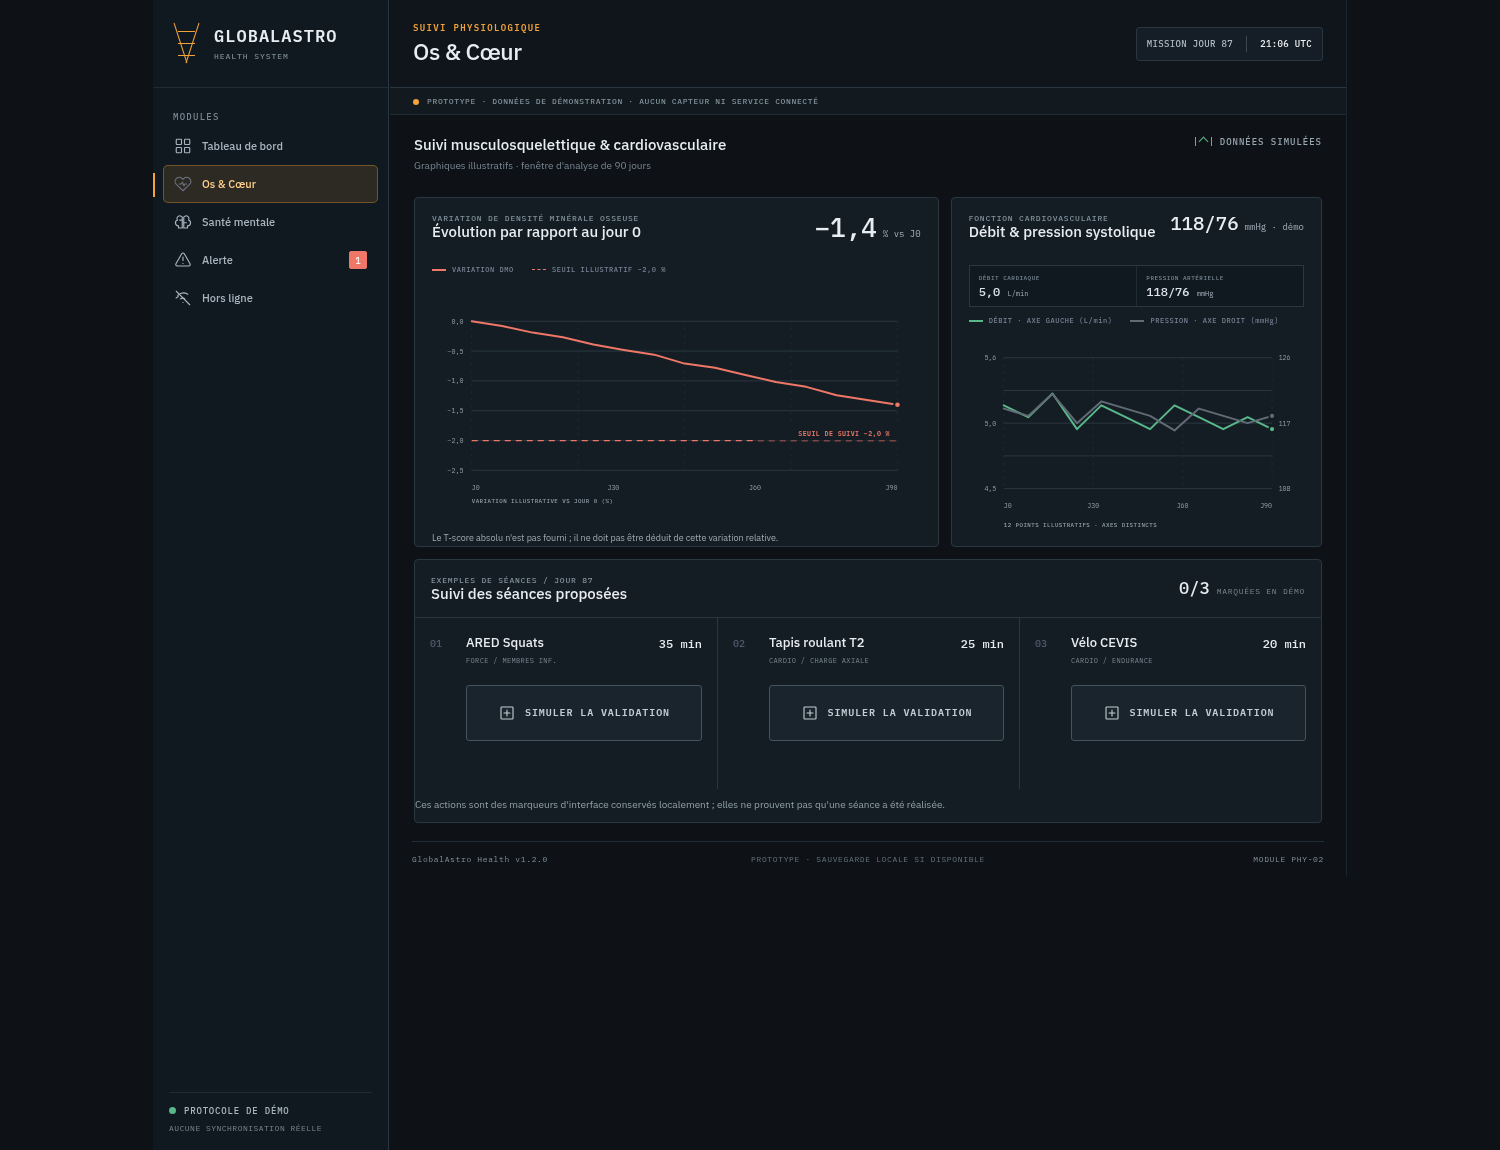 GLOBALASTRO
HEALTH SYSTEM
MODULES
Tableau de bord
Os & Cœur
Santé mentale
Alerte
1
Hors ligne
PROTOCOLE DE DÉMO
AUCUNE SYNCHRONISATION RÉELLE
SUIVI PHYSIOLOGIQUE
Os & Cœur
MISSION JOUR 87
21:06 UTC
PROTOTYPE · DONNÉES DE DÉMONSTRATION · AUCUN CAPTEUR NI SERVICE CONNECTÉ
Suivi musculosquelettique & cardiovasculaire
Graphiques illustratifs · fenêtre d'analyse de 90 jours
DONNÉES SIMULÉES
VARIATION DE DENSITÉ MINÉRALE OSSEUSE
Évolution par rapport au jour 0
−1,4 % vs J0
VARIATION DMO
SEUIL ILLUSTRATIF −2,0 %
0,0
−0,5
−1,0
−1,5
−2,0
−2,5
SEUIL DE SUIVI −2,0 %
J0
J30
J60
J90
VARIATION ILLUSTRATIVE VS JOUR 0 (%)
Le T-score absolu n'est pas fourni ; il ne doit pas être déduit de cette variation relative.
FONCTION CARDIOVASCULAIRE
Débit & pression systolique
118/76 mmHg · démo
DÉBIT CARDIAQUE
5,0 L/min
PRESSION ARTÉRIELLE
118/76 mmHg
DÉBIT · AXE GAUCHE (L/min)
PRESSION · AXE DROIT (mmHg)
5,6
5,0
4,5
126
117
108
J0
J30
J60
J90
12 POINTS ILLUSTRATIFS · AXES DISTINCTS
EXEMPLES DE SÉANCES / JOUR 87
Suivi des séances proposées
0/3 MARQUÉES EN DÉMO
01
ARED Squats
35 min
FORCE / MEMBRES INF.
SIMULER LA VALIDATION
02
Tapis roulant T2
25 min
CARDIO / CHARGE AXIALE
SIMULER LA VALIDATION
03
Vélo CEVIS
20 min
CARDIO / ENDURANCE
SIMULER LA VALIDATION
Ces actions sont des marqueurs d'interface conservés localement ; elles ne prouvent pas qu'une séance a été réalisée.
GlobalAstro Health v1.2.0
PROTOTYPE · SAUVEGARDE LOCALE SI DISPONIBLE
MODULE PHY-02